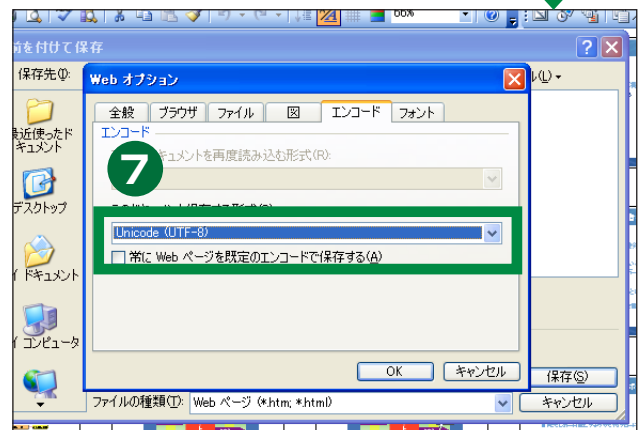 66%
前を付けて保存
保存先(I):
ル(L)
Web オプション
全般 ブラウザ ファイル 図 エンコード フォント
エンコード
キュメントを再度読み込む形式(R):
7
Unicode (UTF-8)
常に Web ページを既定のエンコードで保存する(A)
最近使ったド
キュメント
デスクトップ
イ ドキュメント
イ コンピュータ
OK キャンセル
保存(S)
ファイルの種類(T): Web ページ (*.htm; *.html)
キャンセル